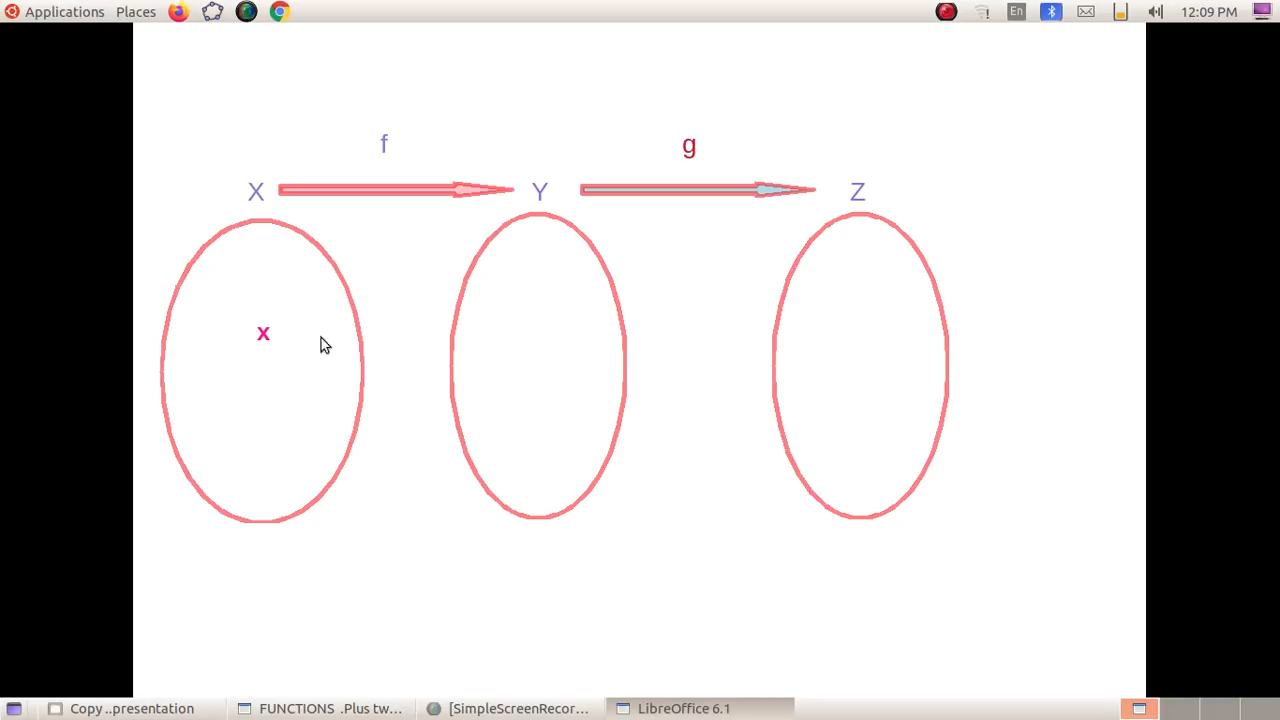 Applications Places En 12:09 PM
f g
X Y Z
x
Copy ..presentation FUNCTIONS .Plus tw... [SimpleScreenRecor... LibreOffice 6.1